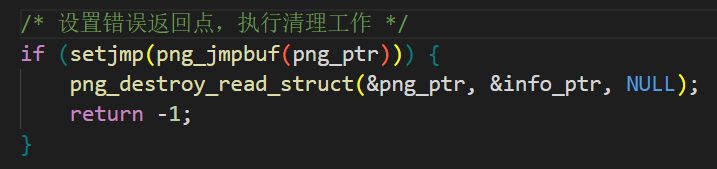 /* 设置错误返回点，执行清理工作 */
if (setjmp(png_jmpbuf(png_ptr))) {
    png_destroy_read_struct(&png_ptr, &info_ptr, NULL);
    return -1;
}